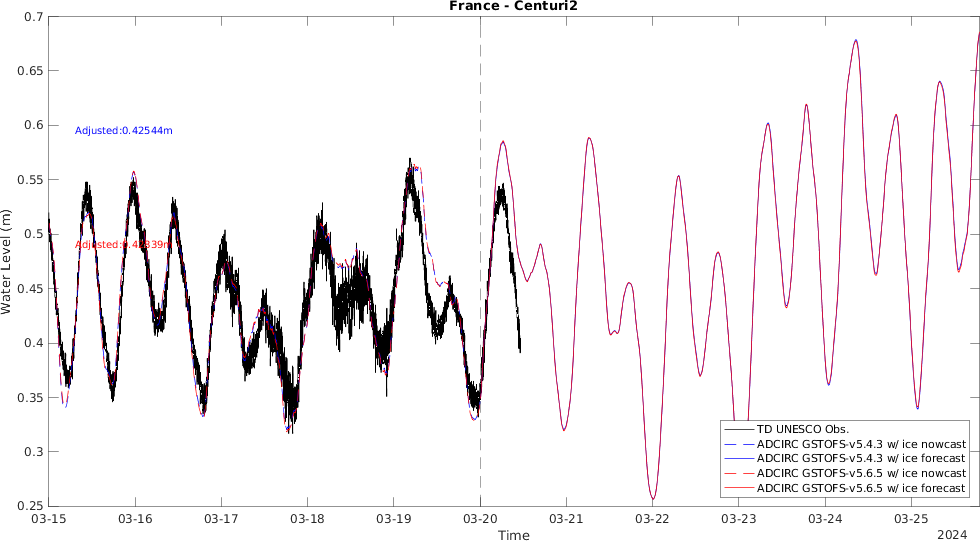 France - Centuri2
Water Level (m)
0.7
0.65
0.6
0.55
0.5
0.45
0.4
0.35
0.3
0.25
Adjusted:0.42544m
TD UNESCO Obs.
ADCIRC GSTOFS-v5.4.3 w/ ice nowcast
ADCIRC GSTOFS-v5.4.3 w/ ice forecast
ADCIRC GSTOFS-v5.6.5 w/ ice nowcast
ADCIRC GSTOFS-v5.6.5 w/ ice forecast
03-15 03-16 03-17 03-18 03-19 03-20 03-21 03-22 03-23 03-24 03-25
Time
2024